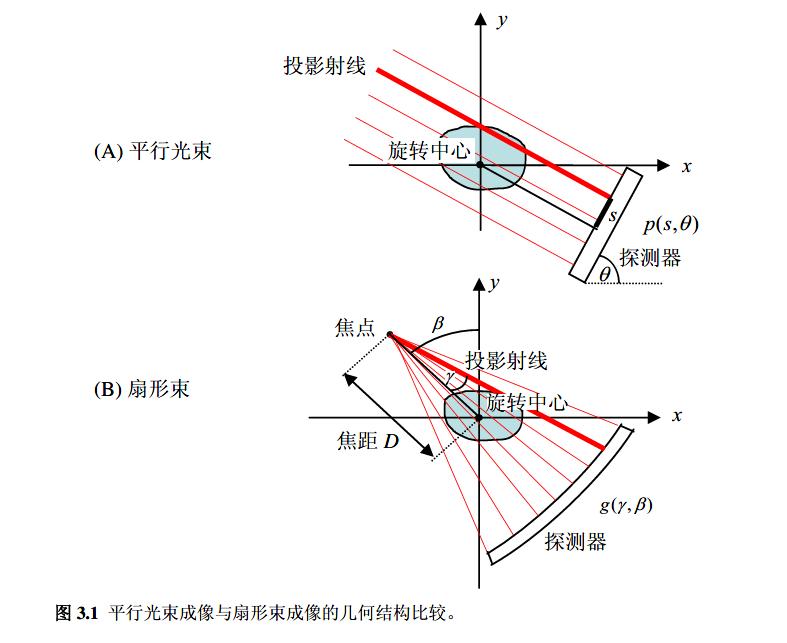 y
投影射线
(A) 平行光束
旋转中心
x
s
p(s,θ)
探测器
θ
y
焦点
β
投影射线
γ
(B) 扇形束
旋转中心
x
焦距 D
g(γ,β)
探测器
图 3.1 平行光束成像与扇形束成像的几何结构比较。